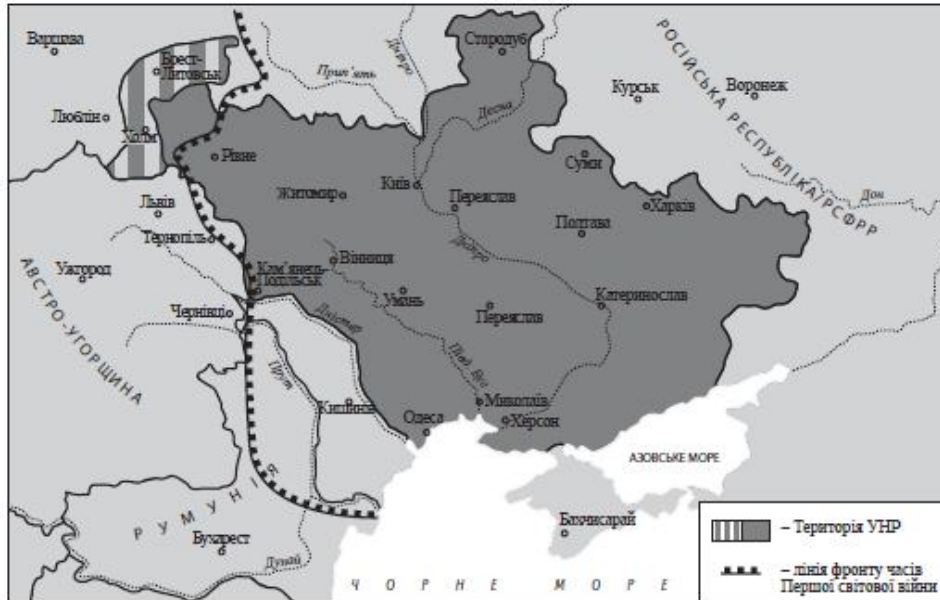 Варшава
Брест-
Литовськ
Прип'ять
Дніпро
Стародуб
РОСІЙСЬКА РЕСПУБЛІКА/РСФРР
Курськ
Воронеж
Люблін
Холм
Десна
Рівне
Суми
Дон
Житомир
Київ
Переяслав
Харків
Львів
Полтава
Тернопіль
Дніпро
АВСТРО-УГОРЩИНА
Ужгород
Вінниця
Кам'янець-
Подільськ
Умань
Катеринослав
Чернівці
Дністер
Переяслав
Прут
Півд. Буг
Кишинів
Миколаїв
Одеса
Херсон
АЗОВСЬКЕ МОРЕ
РУМУНІЯ
Бахчисарай
Бухарест
Дунай
ЧОРНЕ МОРЕ
– Територія УНР
– лінія фронту часів
Першої світової війни